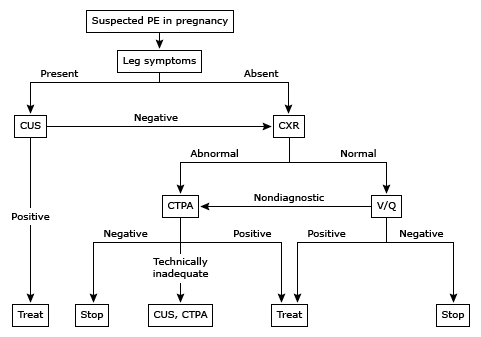 Suspected PE in pregnancy
Leg symptoms
Present
Absent
CUS
Negative
CXR
Abnormal
Normal
CTPA
Nondiagnostic
V/Q
Positive
Negative
Technically
inadequate
Positive
Positive
Negative
Treat
Stop
CUS, CTPA
Treat
Stop